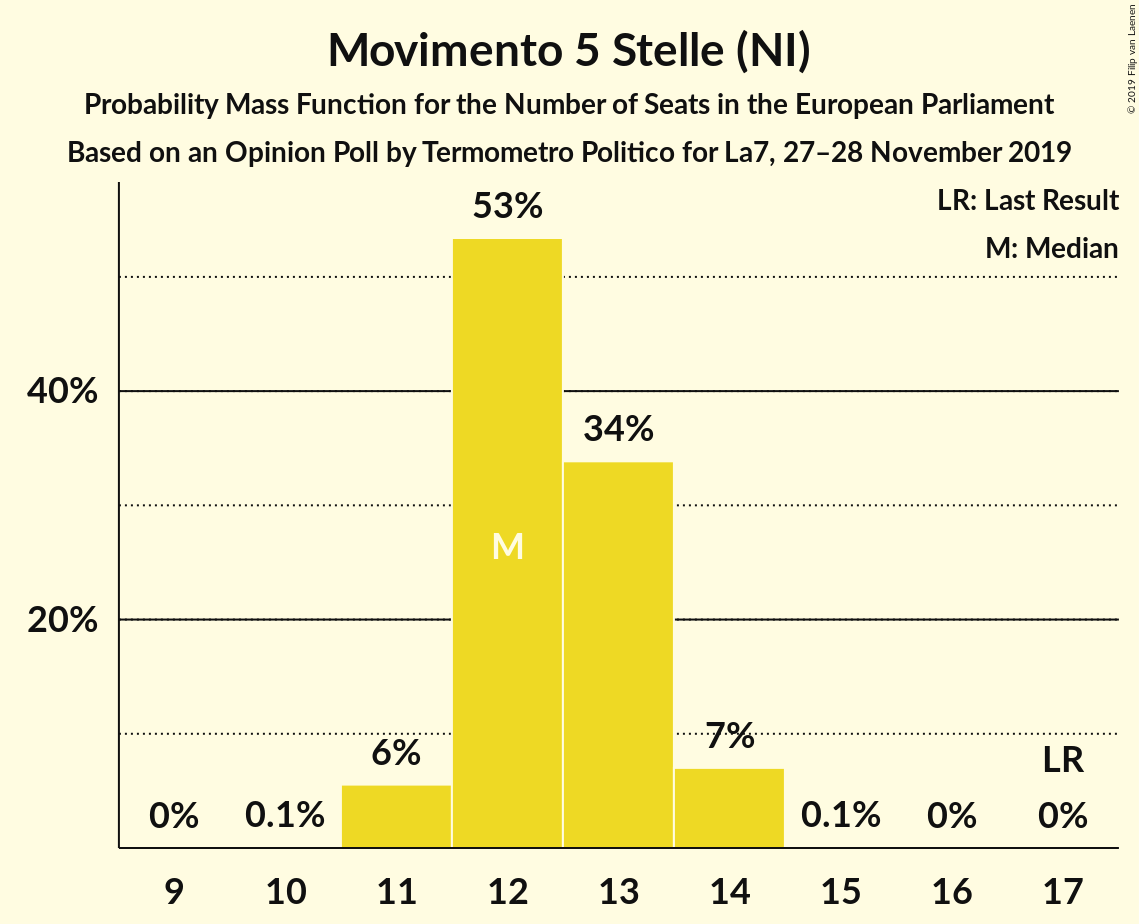 © 2019 Filip van Laenen
Movimento 5 Stelle (NI)
Probability Mass Function for the Number of Seats in the European Parliament
Based on an Opinion Poll by Termometro Politico for La7, 27–28 November 2019
LR: Last Result
M: Median
53%
40%
34%
M
20%
7%
6%
LR
0% 0.1% 0.1% 0% 0%
9 10 11 12 13 14 15 16 17